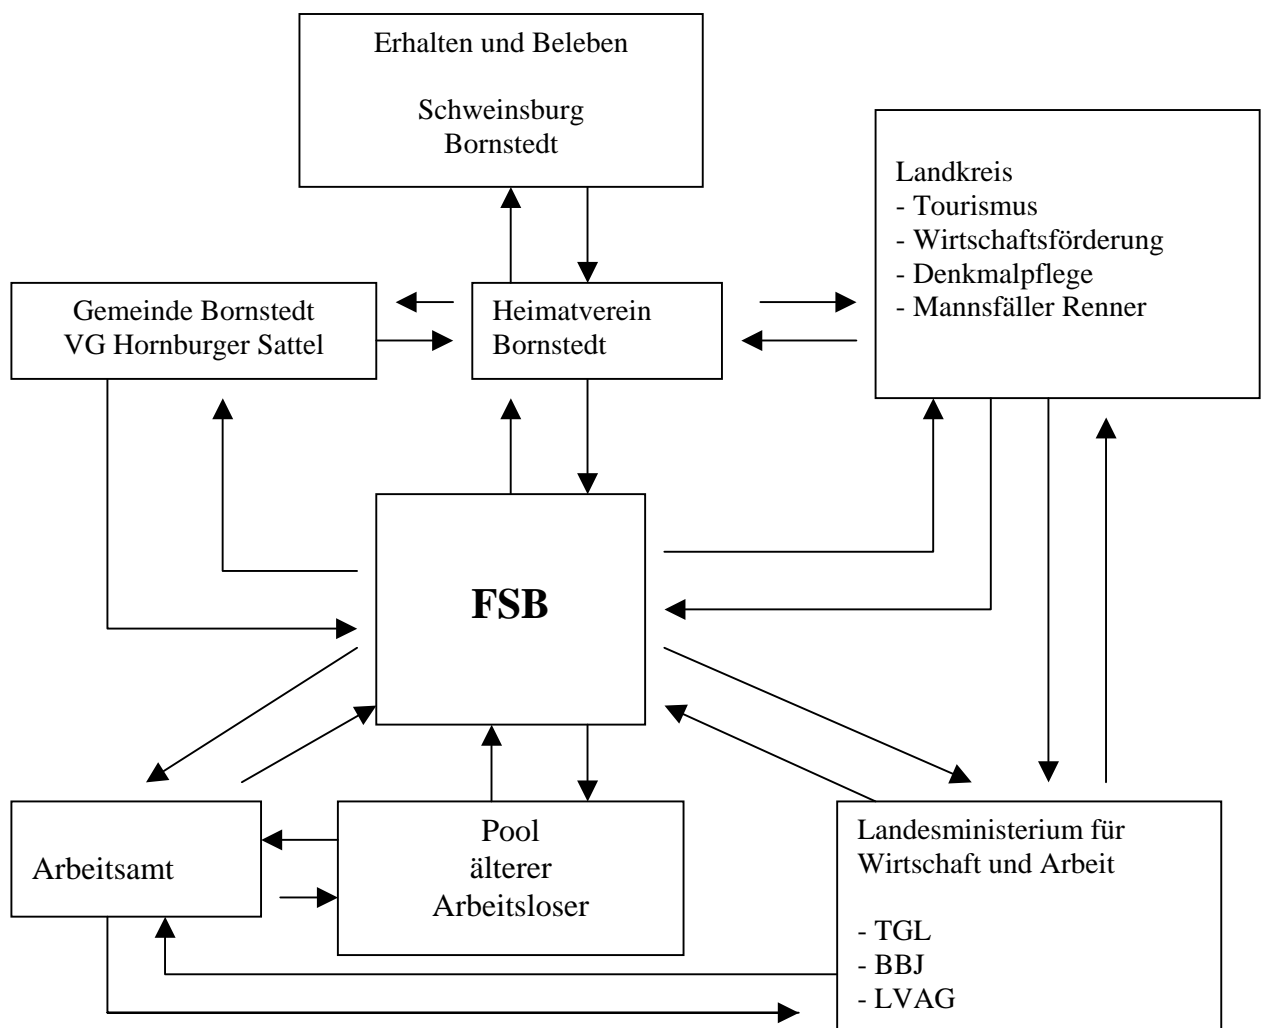 Erhalten und Beleben
Schweinsburg
Bornstedt
Landkreis
- Tourismus
- Wirtschaftsförderung
- Denkmalpflege
- Mannsfäller Renner
Gemeinde Bornstedt
VG Hornburger Sattel
Heimatverein
Bornstedt
FSB
Arbeitsamt
Pool
älterer
Arbeitsloser
Landesministerium für
Wirtschaft und Arbeit
- TGL
- BBJ
- LVAG